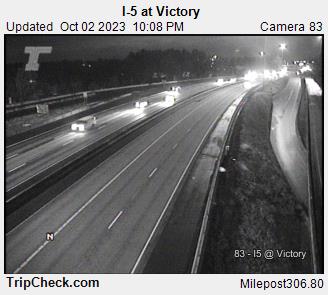 I-5 at Victory
Updated Oct 02 2023 10:08 PM Camera 83
T
N
83 - I5 @ Victory
TripCheck.com Milepost306.80